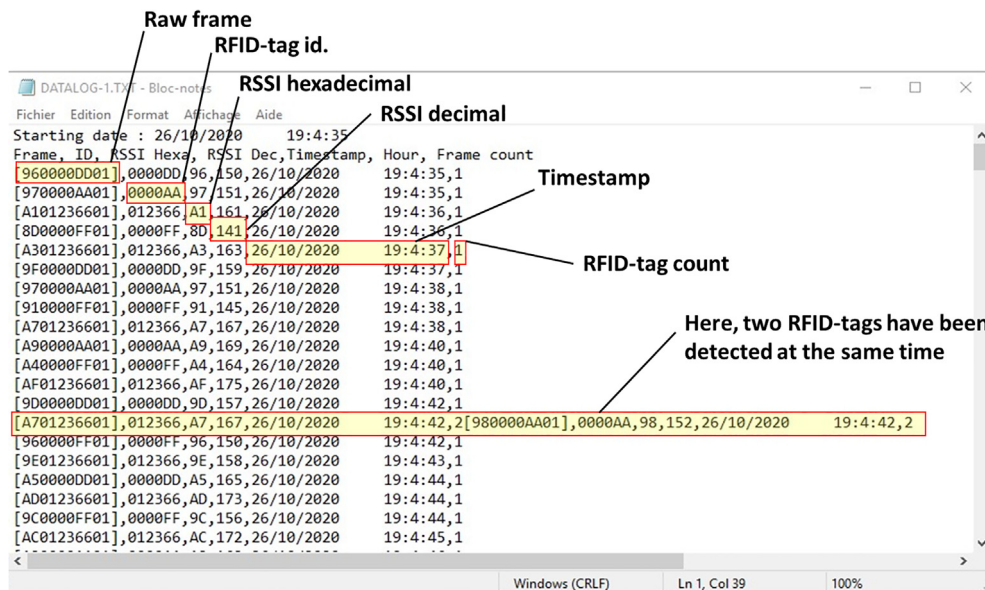 Raw frame
RFID-tag id.
RSSI hexadecimal
RSSI decimal
DATALOG-1.TXT - Bloc-notes
Fichier Edition Format Affichage Aide
Starting date : 26/10/2020 19:4:35
Frame, ID, RSSI Hexa, RSSI Dec,Timestamp, Hour, Frame count
[960000DD01],0000DD,96,150,26/10/2020 19:4:35,1
[970000AA01],0000AA,97,151,26/10/2020 19:4:35,1
Timestamp
[A101236601],012366,A1,161,26/10/2020 19:4:36,1
[8D0000FF01],0000FF,8D,141,26/10/2020 19:4:36,1
[A301236601],012366,A3,163,26/10/2020 19:4:37,1
RFID-tag count
[9F0000DD01],0000DD,9F,159,26/10/2020 19:4:37,1
[970000AA01],0000AA,97,151,26/10/2020 19:4:38,1
[910000FF01],0000FF,91,145,26/10/2020 19:4:38,1
[A701236601],012366,A7,167,26/10/2020 19:4:38,1
Here, two RFID-tags have been
detected at the same time
[A90000AA01],0000AA,A9,169,26/10/2020 19:4:40,1
[A40000FF01],0000FF,A4,164,26/10/2020 19:4:40,1
[AF01236601],012366,AF,175,26/10/2020 19:4:40,1
[9D0000DD01],0000DD,9D,157,26/10/2020 19:4:42,1
[A701236601],012366,A7,167,26/10/2020 19:4:42,2[980000AA01],0000AA,98,152,26/10/2020 19:4:42,2
[960000FF01],0000FF,96,150,26/10/2020 19:4:42,1
[9E01236601],012366,9E,158,26/10/2020 19:4:43,1
[A50000DD01],0000DD,A5,165,26/10/2020 19:4:44,1
[AD01236601],012366,AD,173,26/10/2020 19:4:44,1
[9C0000FF01],0000FF,9C,156,26/10/2020 19:4:44,1
[AC01236601],012366,AC,172,26/10/2020 19:4:45,1
Windows (CRLF) Ln 1, Col 39 100%